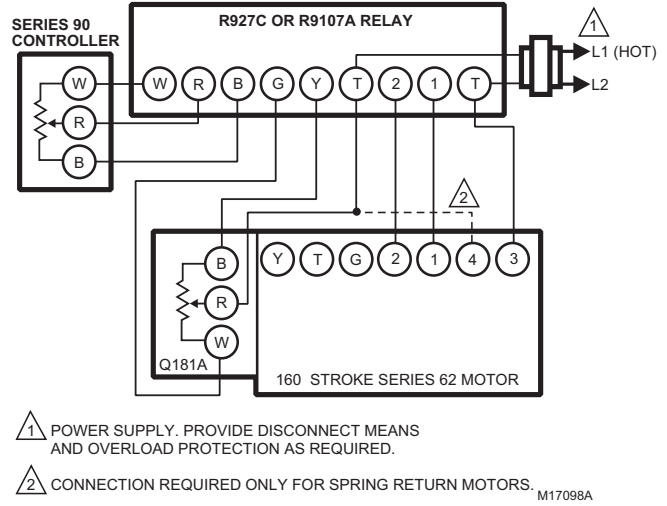 SERIES 90
CONTROLLER
R927C OR R9107A RELAY
1
L1 (HOT)
L2
W
R
B
W R B G Y T 2 1 T
2
B
R
W
Q181A
Y T G 2 1 4 3
160 STROKE SERIES 62 MOTOR
1 POWER SUPPLY. PROVIDE DISCONNECT MEANS
AND OVERLOAD PROTECTION AS REQUIRED.
2 CONNECTION REQUIRED ONLY FOR SPRING RETURN MOTORS.
M17098A